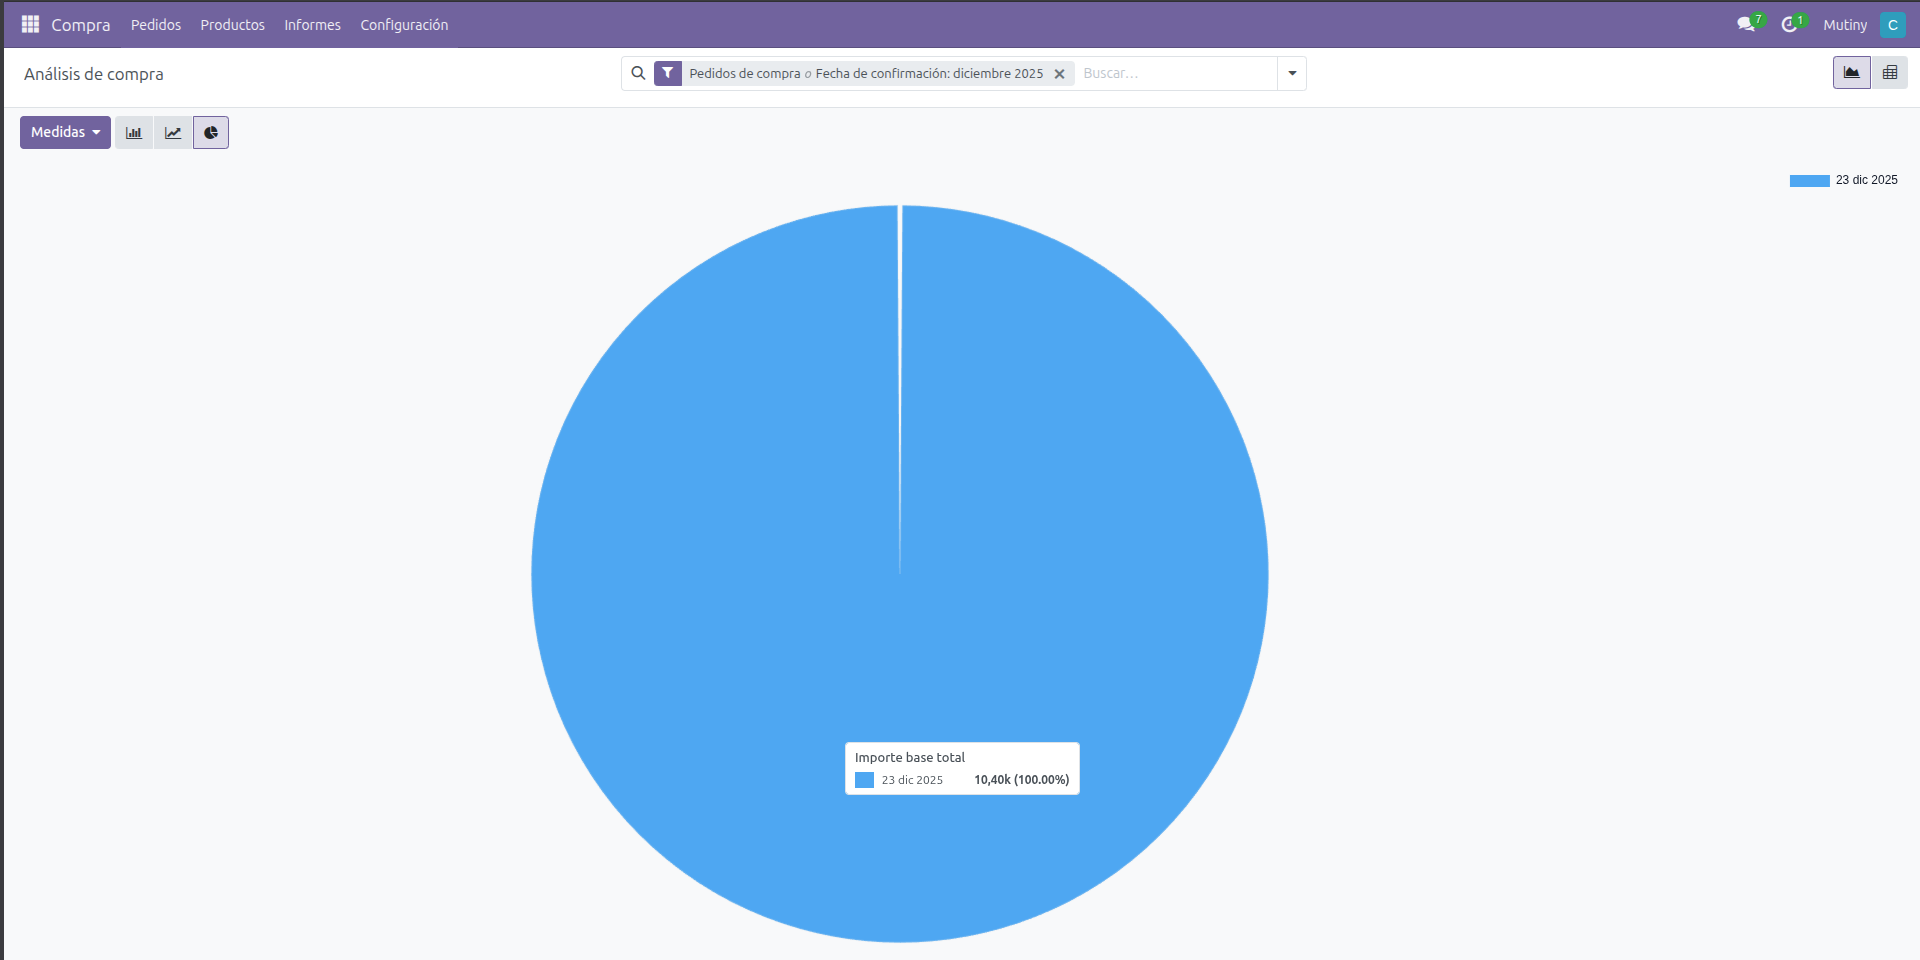 Compra Pedidos Productos Informes Configuración 7 1 Mutiny C
Análisis de compra Pedidos de compra o Fecha de confirmación: diciembre 2025 Buscar...
Medidas
23 dic 2025
Importe base total
23 dic 2025 10,40k (100.00%)